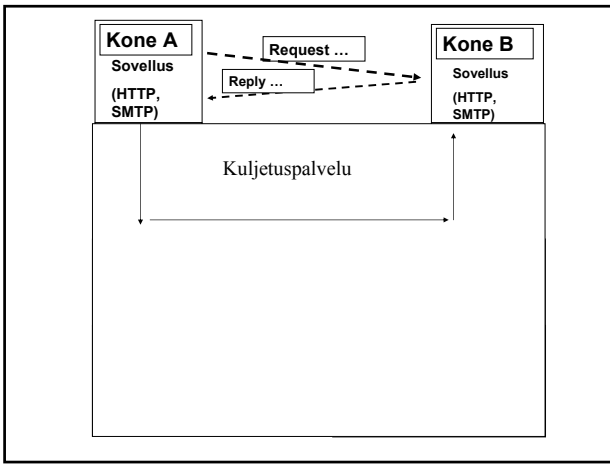 Kone A
Sovellus
(HTTP,
SMTP)
Request ...
Reply ...
Kone B
Sovellus
(HTTP,
SMTP)
Kuljetuspalvelu